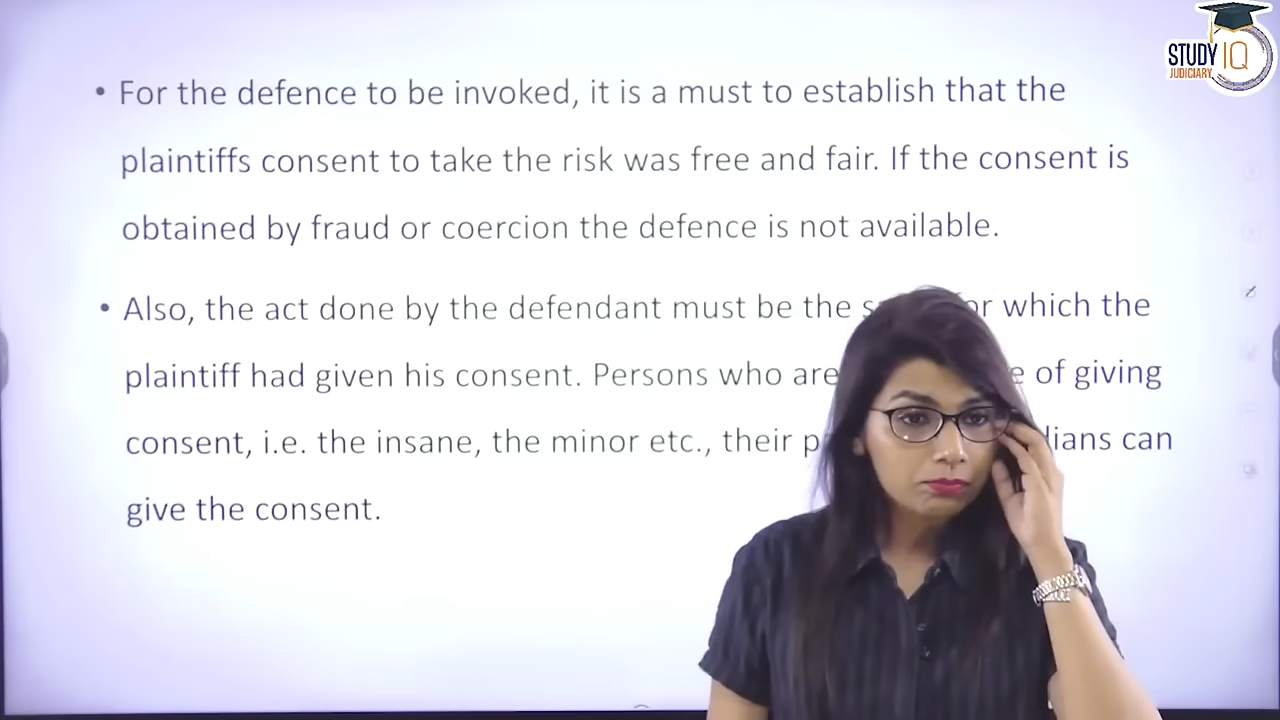 STUDY IQ
JUDICIARY
• For the defence to be invoked, it is a must to establish that the
plaintiffs consent to take the risk was free and fair. If the consent is
obtained by fraud or coercion the defence is not available.
• Also, the act done by the defendant must be the which the
plaintiff had given his consent. Persons who are of giving
consent, i.e. the insane, the minor etc., their can
give the consent.